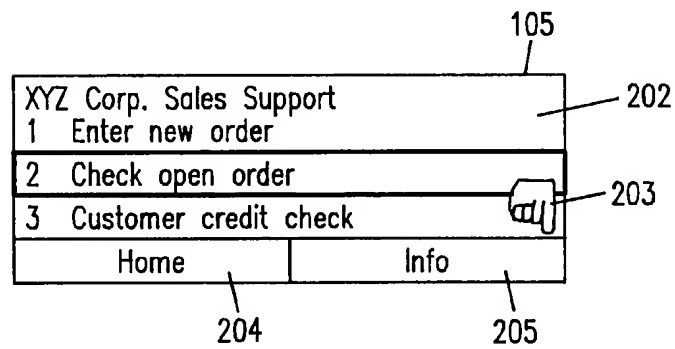 105
XYZ Corp. Sales Support
202
1 Enter new order
2 Check open order
203
3 Customer credit check
Home Info
204 205